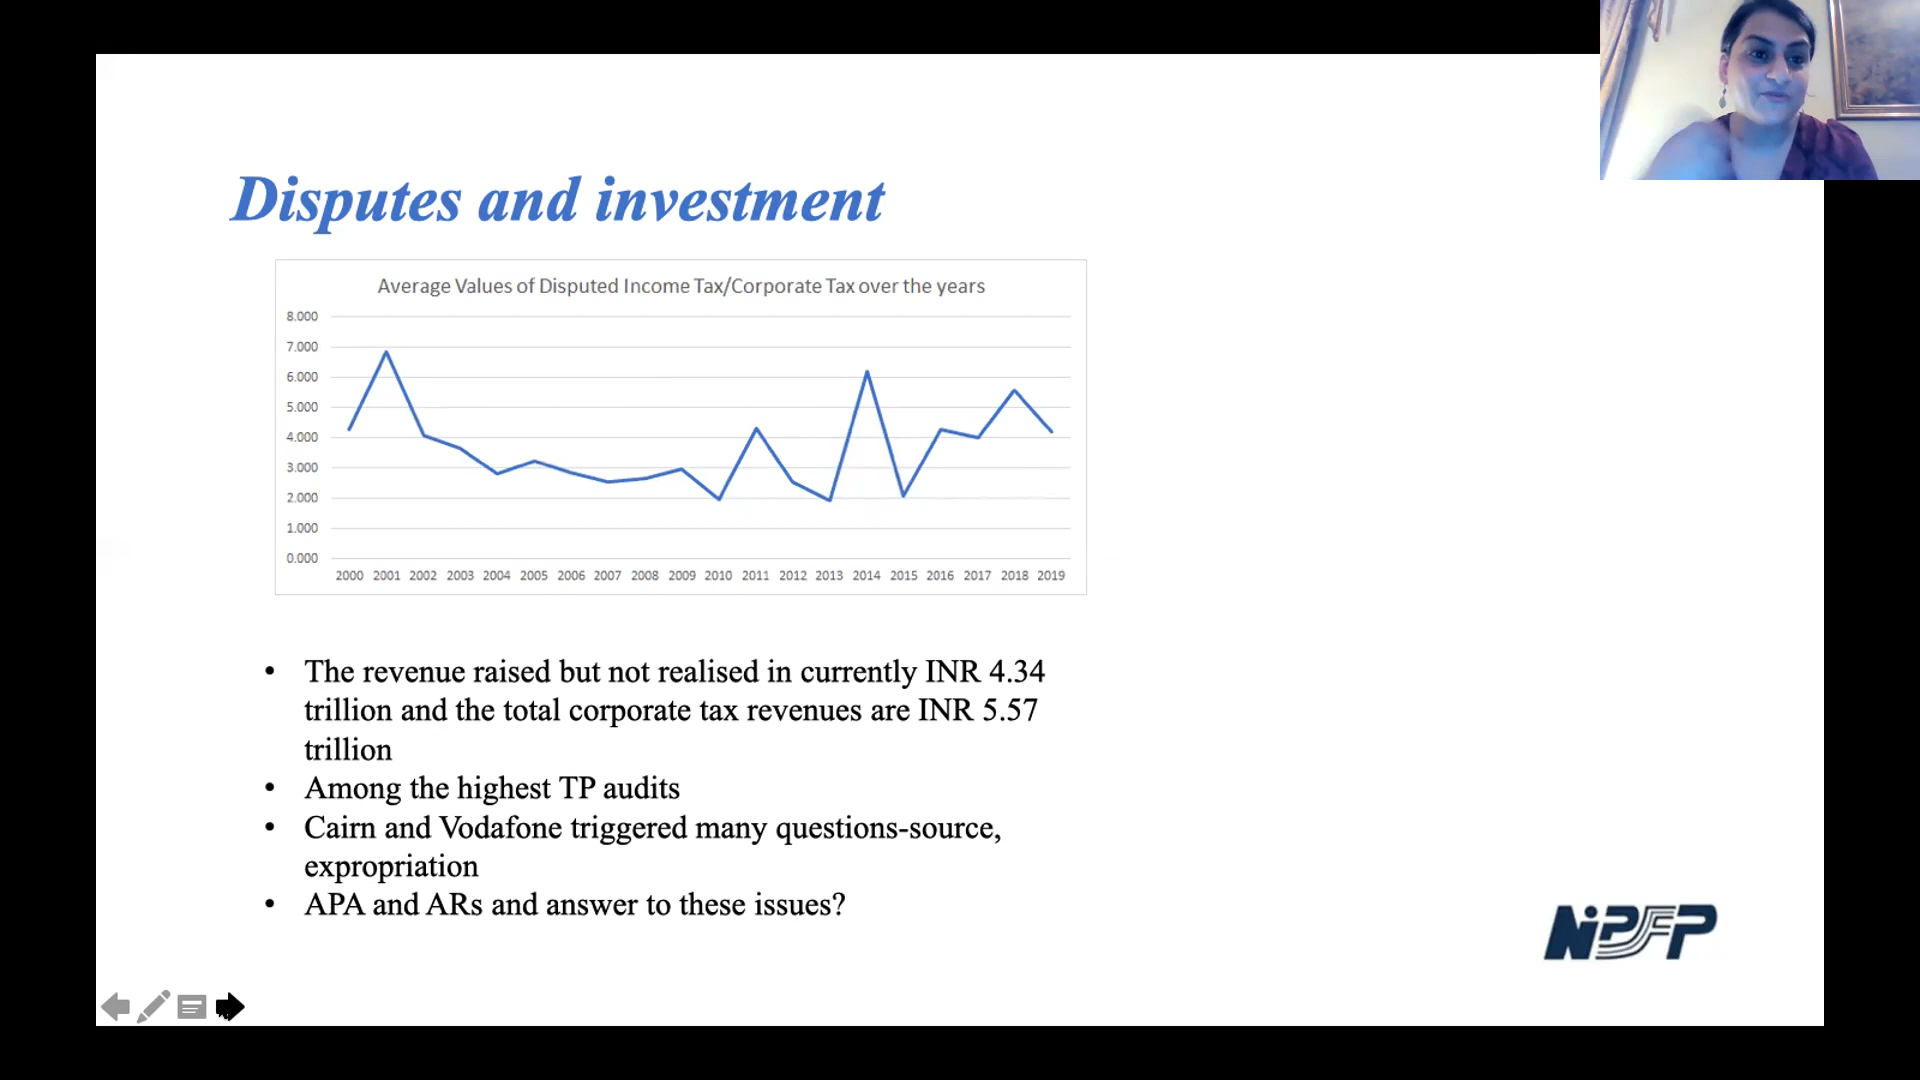 Disputes and investment
Average Values of Disputed Income Tax/Corporate Tax over the years
8.000
7.000
6.000
5.000
4.000
3.000
2.000
1.000
0.000
2000 2001 2002 2003 2004 2005 2006 2007 2008 2009 2010 2011 2012 2013 2014 2015 2016 2017 2018 2019
• The revenue raised but not realised in currently INR 4.34
trillion and the total corporate tax revenues are INR 5.57
trillion
• Among the highest TP audits
• Cairn and Vodafone triggered many questions-source,
expropriation
• APA and ARs and answer to these issues?
NIPFP